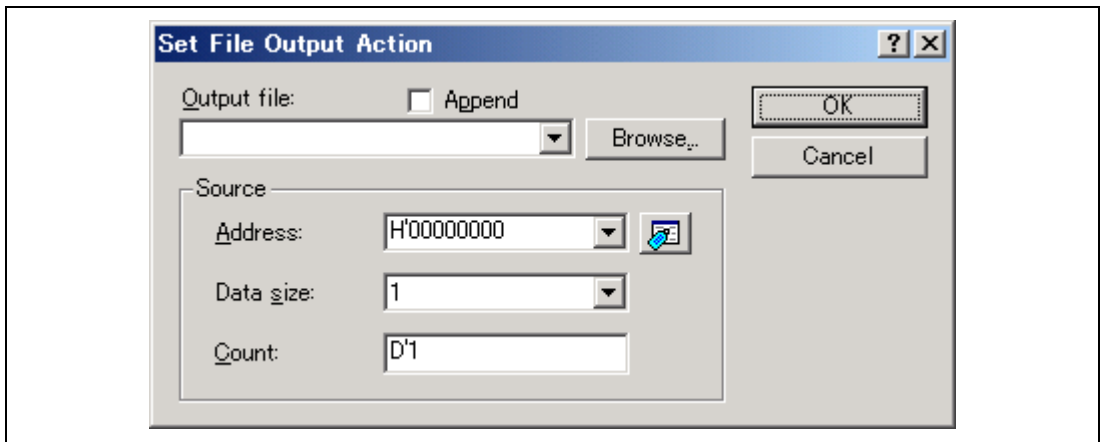 Set File Output Action
Output file:
Append
Browse...
OK
Cancel
Source
Address:
H'00000000
Data size:
1
Count:
D'1